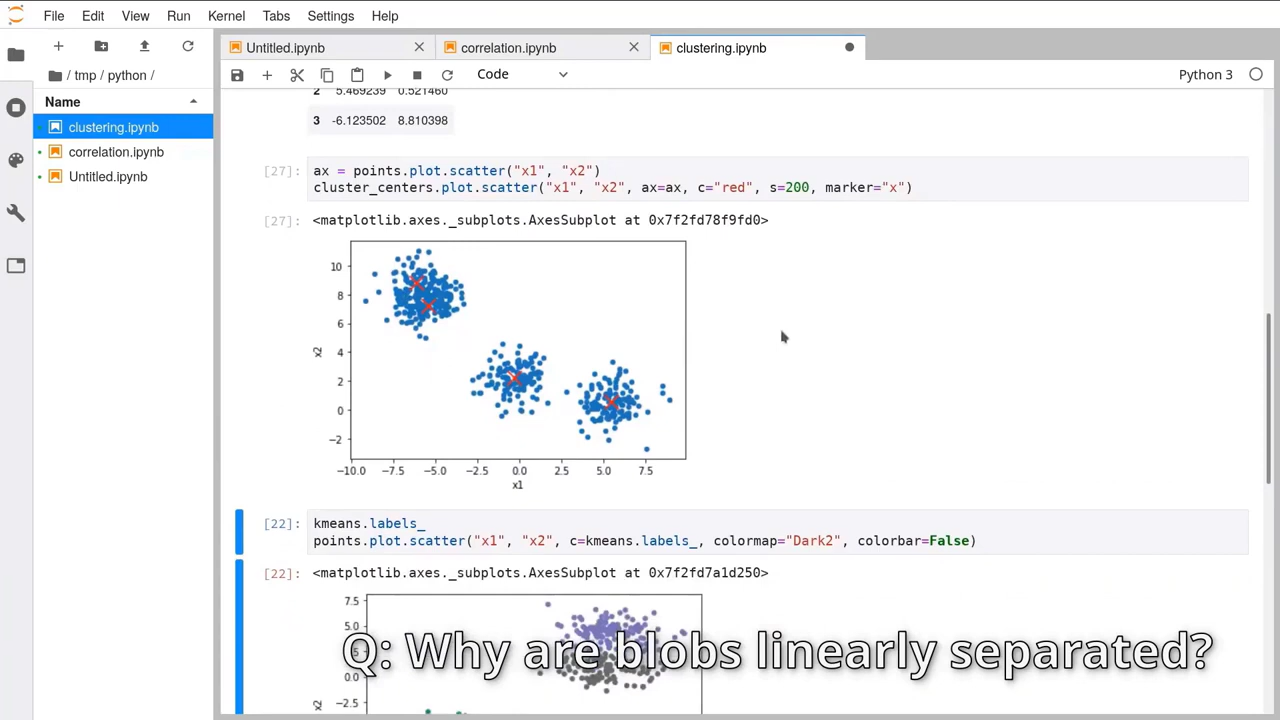 File Edit View Run Kernel Tabs Settings Help
Untitled.ipynb
correlation.ipynb
clustering.ipynb
/ tmp / python /
Code
Python 3
Name
clustering.ipynb
correlation.ipynb
Untitled.ipynb
2 5.469239 0.521460
3 -6.123502 8.810398
[27]: ax = points.plot.scatter("x1", "x2")
cluster_centers.plot.scatter("x1", "x2", ax=ax, c="red", s=200, marker="x")
[27]: <matplotlib.axes._subplots.AxesSubplot at 0x7f2fd78f9fd0>
10
8
6
4
2
0
−2
x2
−10.0 −7.5 −5.0 −2.5 0.0 2.5 5.0 7.5
x1
[22]: kmeans.labels_
points.plot.scatter("x1", "x2", c=kmeans.labels_, colormap="Dark2", colorbar=False)
[22]: <matplotlib.axes._subplots.AxesSubplot at 0x7f2fd7a1d250>
7.5
5.0
0.0
−2.5
x2
Q: Why are blobs linearly separated?